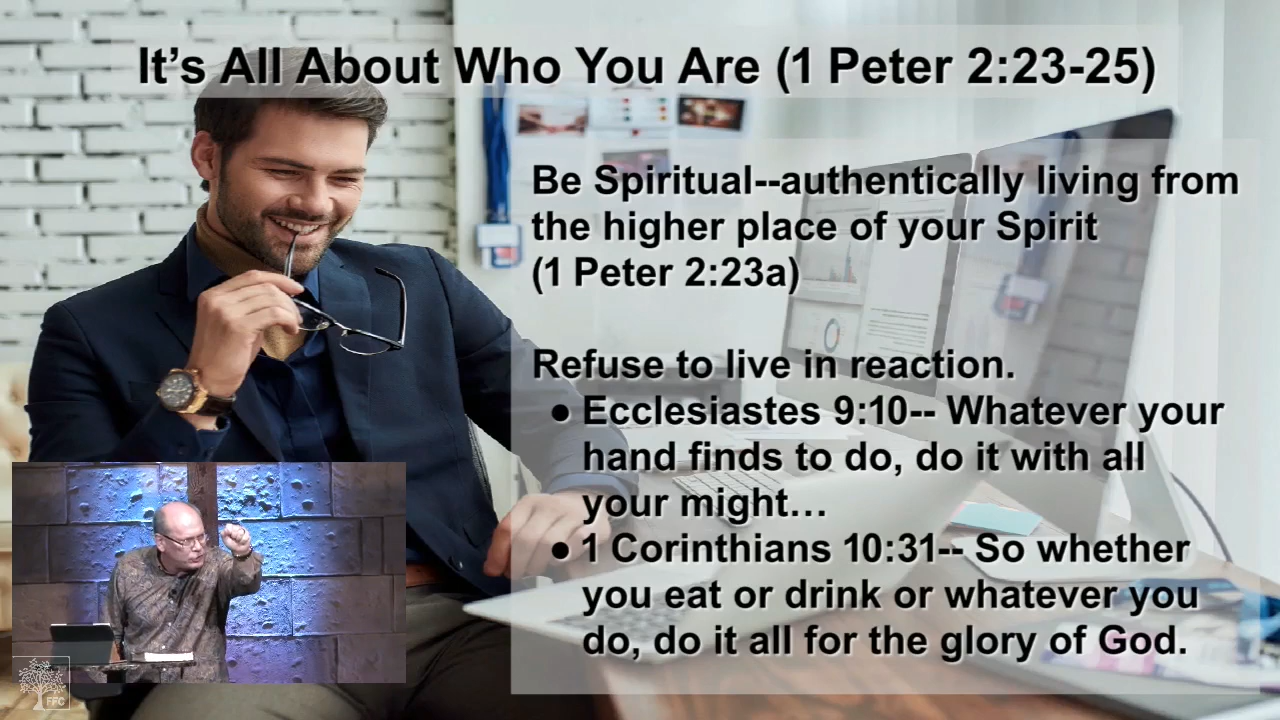 It’s All About Who You Are (1 Peter 2:23-25)
Be Spiritual--authentically living from
the higher place of your Spirit
(1 Peter 2:23a)
Refuse to live in reaction.
● Ecclesiastes 9:10-- Whatever your
hand finds to do, do it with all
your might…
● 1 Corinthians 10:31-- So whether
you eat or drink or whatever you
do, do it all for the glory of God.
FFC